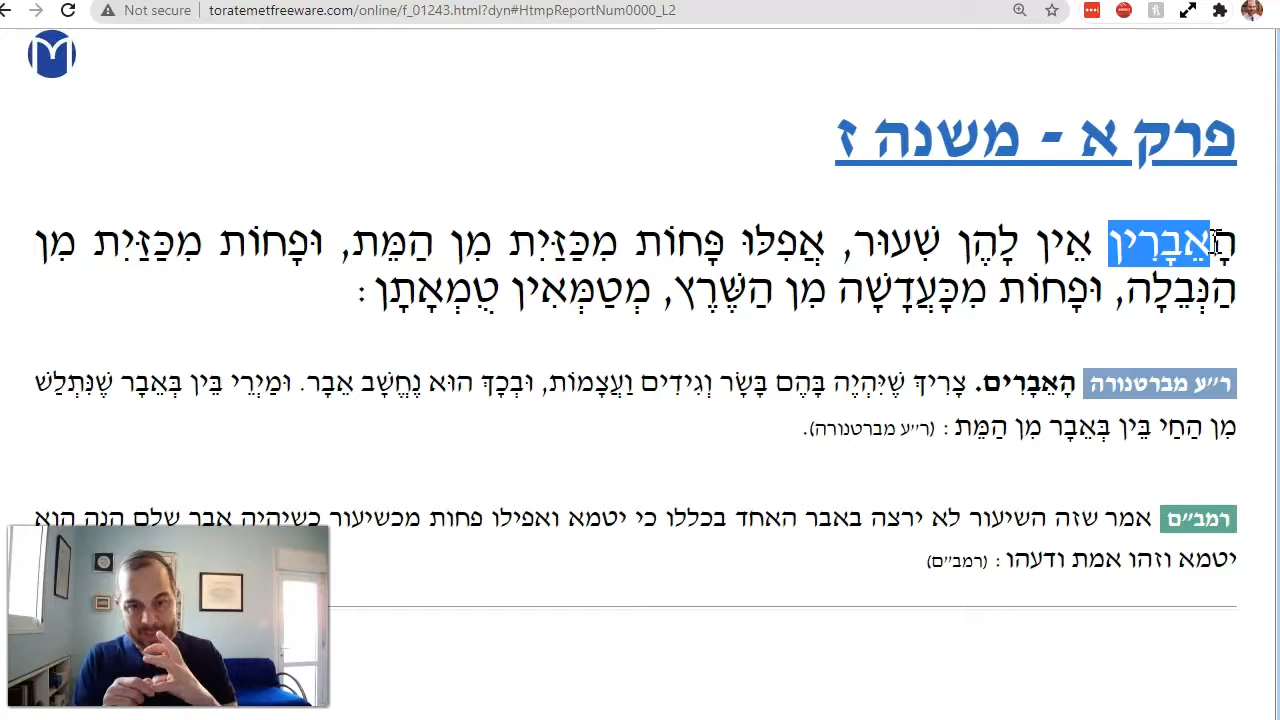 Not secure | toratemetfreeware.com/online/f_01243.html?dyn#HtmpReportNum0000_L2
פרק א - משנה ז
הָאֵבָרִין אֵין לָהֶן שִׁעוּר, אֲפִלּוּ פָּחוֹת מִכַּזַּיִת מִן הַמֵּת, וּפָחוֹת מִכַּזַּיִת מִן
הַנְּבֵלָה, וּפָחוֹת מִכָּעֲדָשָׁה מִן הַשֶּׁרֶץ, מְטַמְּאִין טֻמְאָתָן :
ר״ע מברטנורה הָאֵבָרִים. צָרִיךְ שֶׁיִּהְיֶה בָּהֶם בָּשָׂר וְגִידִים וַעֲצָמוֹת, וּבְכָךְ הוּא נֶחֱשָׁב אֵבָר. וּמַיְרֵי בֵּין בְּאֵבָר שֶׁנִּתְלַשׁ
מִן הַחַי בֵּין בְּאֵבָר מִן הַמֵּת : (ר״ע מברטנורה).
רמב״ם אמר שזה השיעור לא ירצה באבר האחד בכללו כי יטמא ואפילו פחות מכשיעור כשיהיה אבר שלם הנה הוא
יטמא וזהו אמת ודעהו : (רמב״ם)